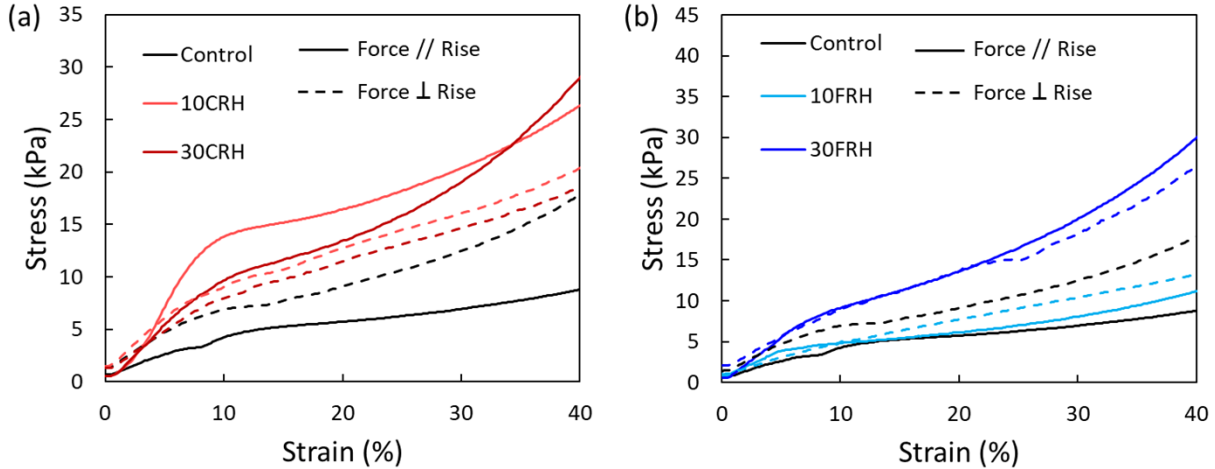 (a)
35
30
25
20
15
10
5
0
Stress (kPa)
Control
10CRH
30CRH
Force // Rise
Force ⊥ Rise
0 10 20 30 40
Strain (%)
(b)
45
40
35
30
25
20
15
10
5
0
Stress (kPa)
Control
10FRH
30FRH
Force // Rise
Force ⊥ Rise
0 10 20 30 40
Strain (%)